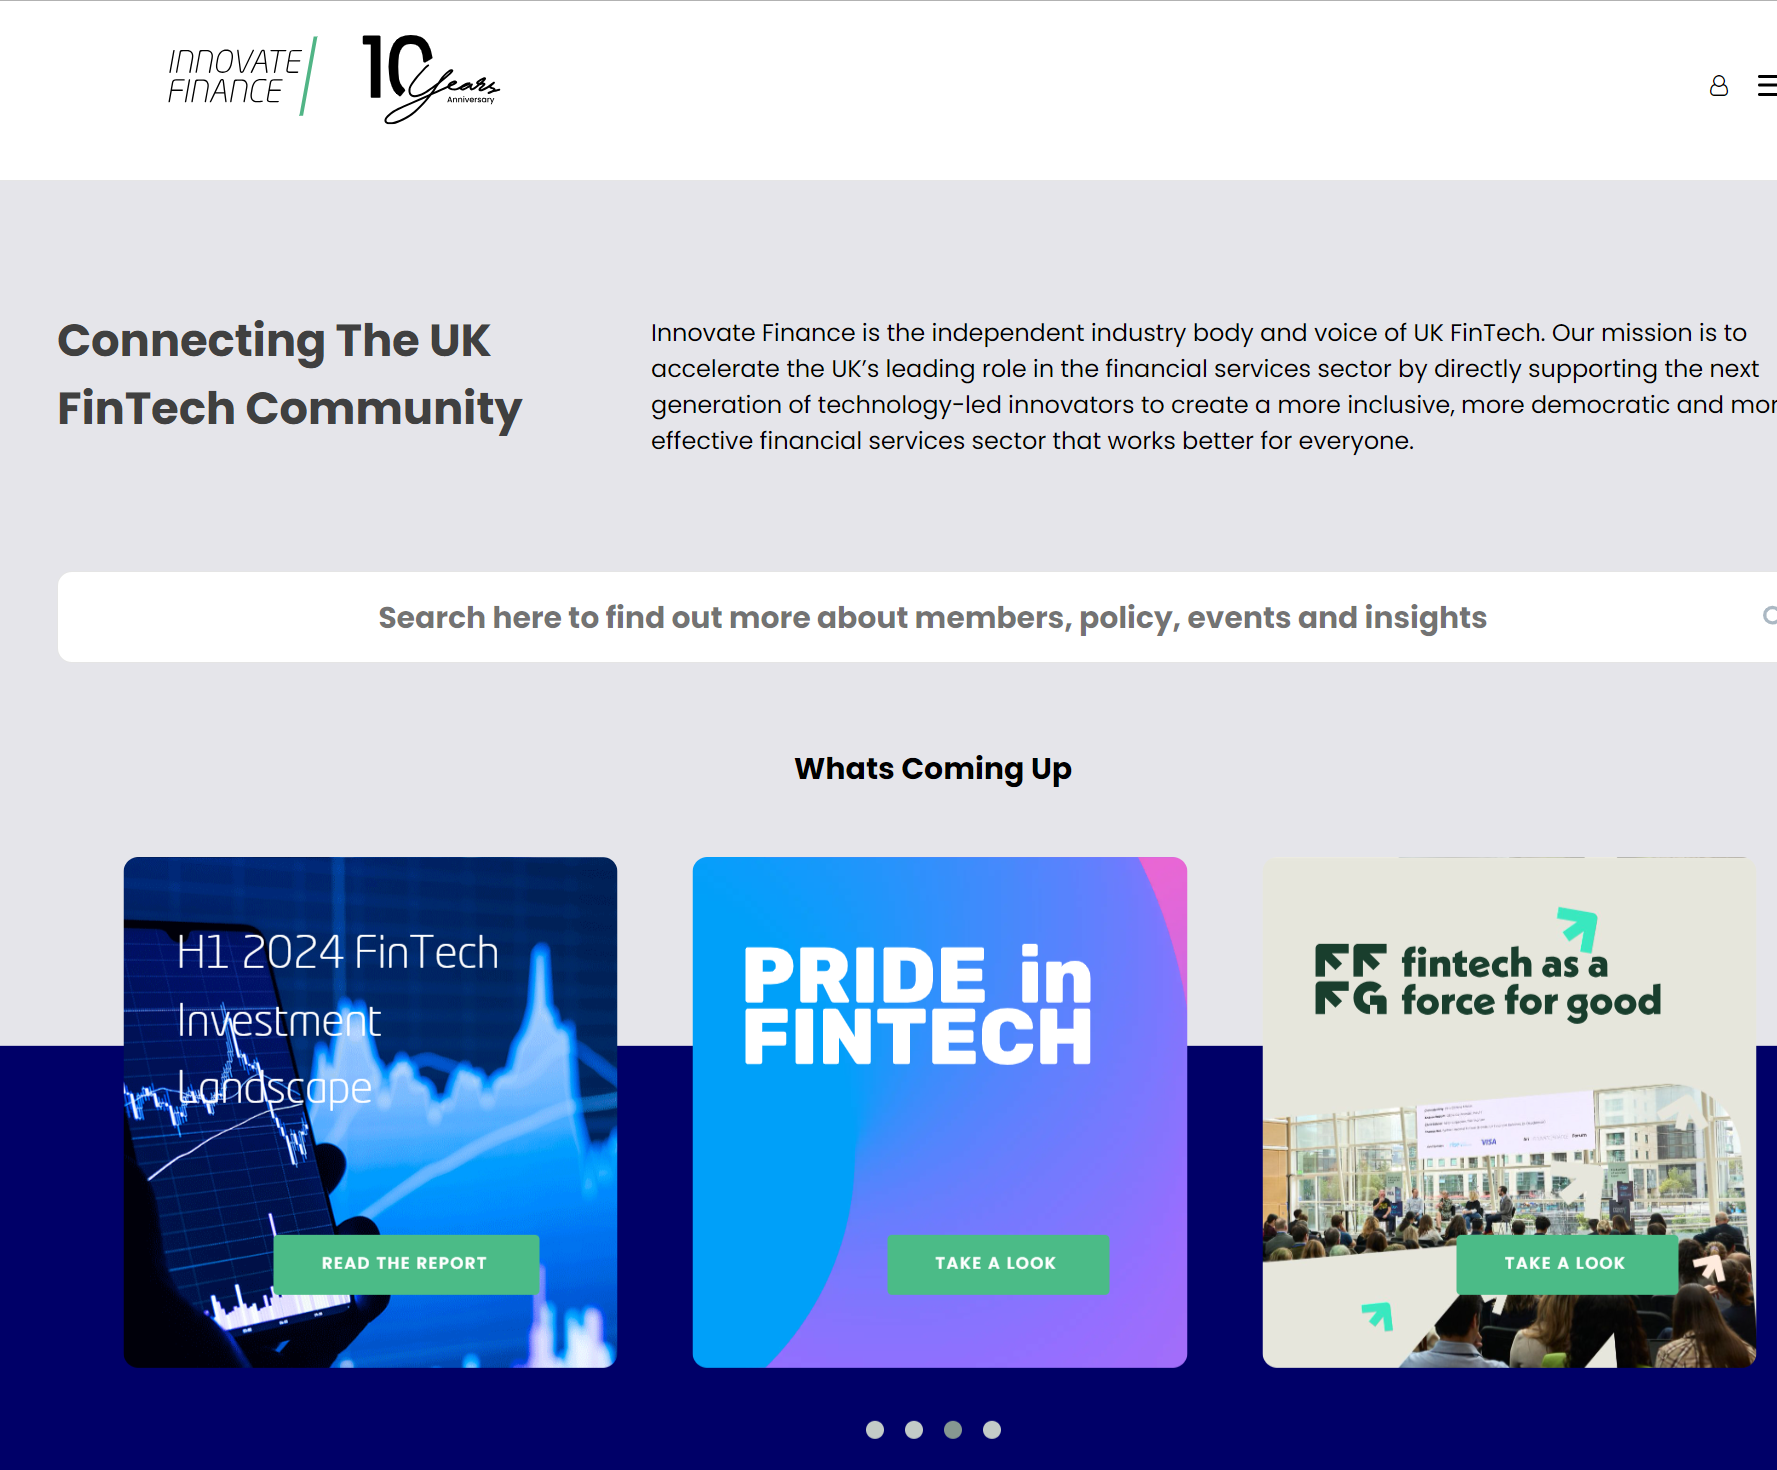 INNOVATE
FINANCE
10 Years
Anniversary
Connecting The UK
FinTech Community
Innovate Finance is the independent industry body and voice of UK FinTech. Our mission is to
accelerate the UK’s leading role in the financial services sector by directly supporting the next
generation of technology-led innovators to create a more inclusive, more democratic and mor
effective financial services sector that works better for everyone.
Search here to find out more about members, policy, events and insights
Whats Coming Up
H1 2024 FinTech
Investment
Landscape
READ THE REPORT
PRIDE in
FINTECH
TAKE A LOOK
FF
FG
fintech as a
force for good
VISA
Forum
TAKE A LOOK